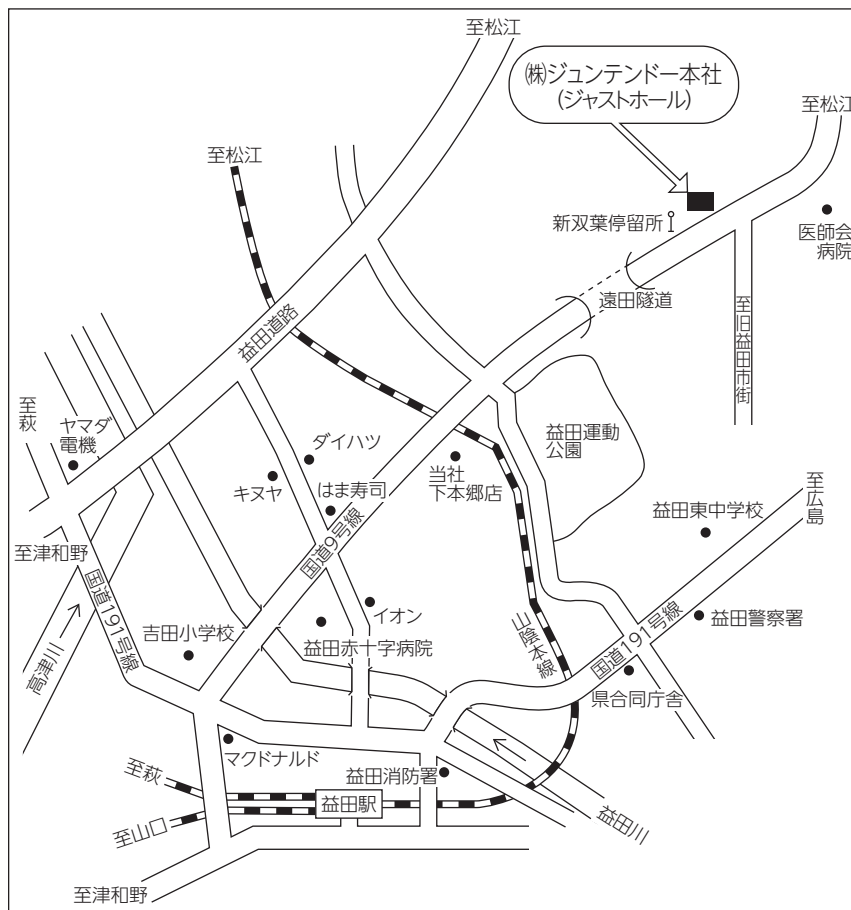 至松江
㈱ジュンテンドー本社
(ジャストホール)
至松江
至松江
新双葉停留所
医師会
病院
遠田隧道
至旧益田市街
益田道路
至萩
ヤマダ
電機
ダイハツ
キヌヤ
はま寿司
当社
下本郷店
益田運動
公園
至広島
益田東中学校
国道9号線
至津和野
国道191号線
高津川
吉田小学校
イオン
益田赤十字病院
山陰本線
国道191号線
益田警察署
県合同庁舎
マクドナルド
至萩
益田消防署
益田駅
至山口
益田川
至津和野